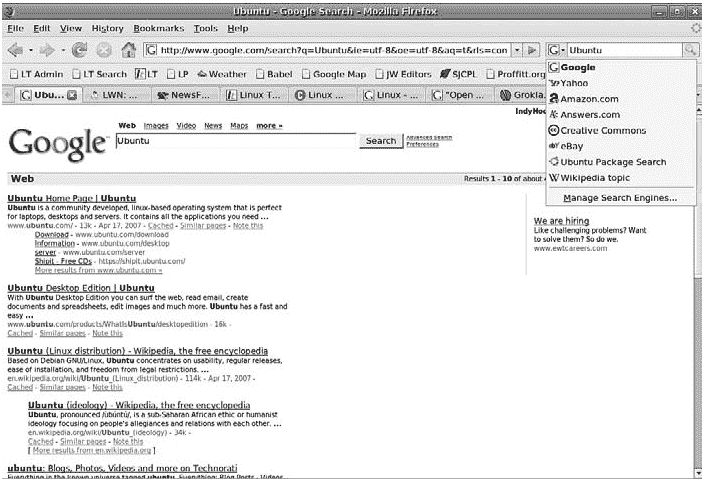 Ubuntu - Google Search - Mozilla Firefox
File Edit View History Bookmarks Tools Help
http://www.google.com/search?q=Ubuntu&ie=utf-8&oe=utf-8&aq=t&rls=con
Ubuntu
LT Admin LT Search LT LP Weather Babel Google Map JW Editors SJCPL Proffitt.org
Ubu... LWN: ... NewsF... Linux T... Linux ... Linux - ... "Open ... Grokla
Google
Yahoo
Amazon.com
Answers.com
Creative Commons
eBay
Ubuntu Package Search
Wikipedia topic
Manage Search Engines...
Web Images Video News Maps more »
Google
Ubuntu
Search
Advanced Search
Preferences
Web
Results 1 - 10 of about
Ubuntu Home Page | Ubuntu
Ubuntu is a community developed, linux-based operating system that is perfect
for laptops, desktops and servers. It contains all the applications you need ...
www.ubuntu.com/ - 13k - Apr 17, 2007 - Cached - Similar pages - Note this
Download - www.ubuntu.com/download
Information - www.ubuntu.com/desktop
server - www.ubuntu.com/server
Shipit - Free CDs - https://shipit.ubuntu.com/
More results from www.ubuntu.com »
Ubuntu Desktop Edition | Ubuntu
With Ubuntu Desktop Edition you can surf the web, read email, create
documents and spreadsheets, edit images and much more. Ubuntu has a fast and
easy ...
www.ubuntu.com/products/WhatIsUbuntu/desktopedition - 16k -
Cached - Similar pages - Note this
Ubuntu (Linux distribution) - Wikipedia, the free encyclopedia
Based on Debian GNU/Linux, Ubuntu concentrates on usability, regular releases,
ease of installation, and freedom from legal restrictions. ...
en.wikipedia.org/wiki/Ubuntu_(Linux_distribution) - 114k - Apr 17, 2007 -
Cached - Similar pages - Note this
Ubuntu (ideology) - Wikipedia, the free encyclopedia
Ubuntu, pronounced /ùbúntú/, is a sub-Saharan African ethic or humanist
ideology focusing on people's allegiances and relations with each other. ...
en.wikipedia.org/wiki/Ubuntu_(ideology) - 34k -
Cached - Similar pages - Note this
[ More results from en.wikipedia.org ]
ubuntu: Blogs, Photos, Videos and more on Technorati
Everything in the known universe tagged ubuntu. Everything; Blog Posts · Videos
We are hiring
Like challenging problems? Want
to solve them? So do we.
www.ewtcareers.com